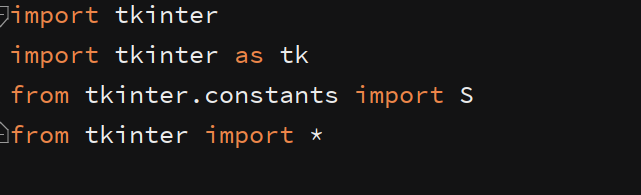 import tkinter
import tkinter as tk
from tkinter.constants import S
from tkinter import *